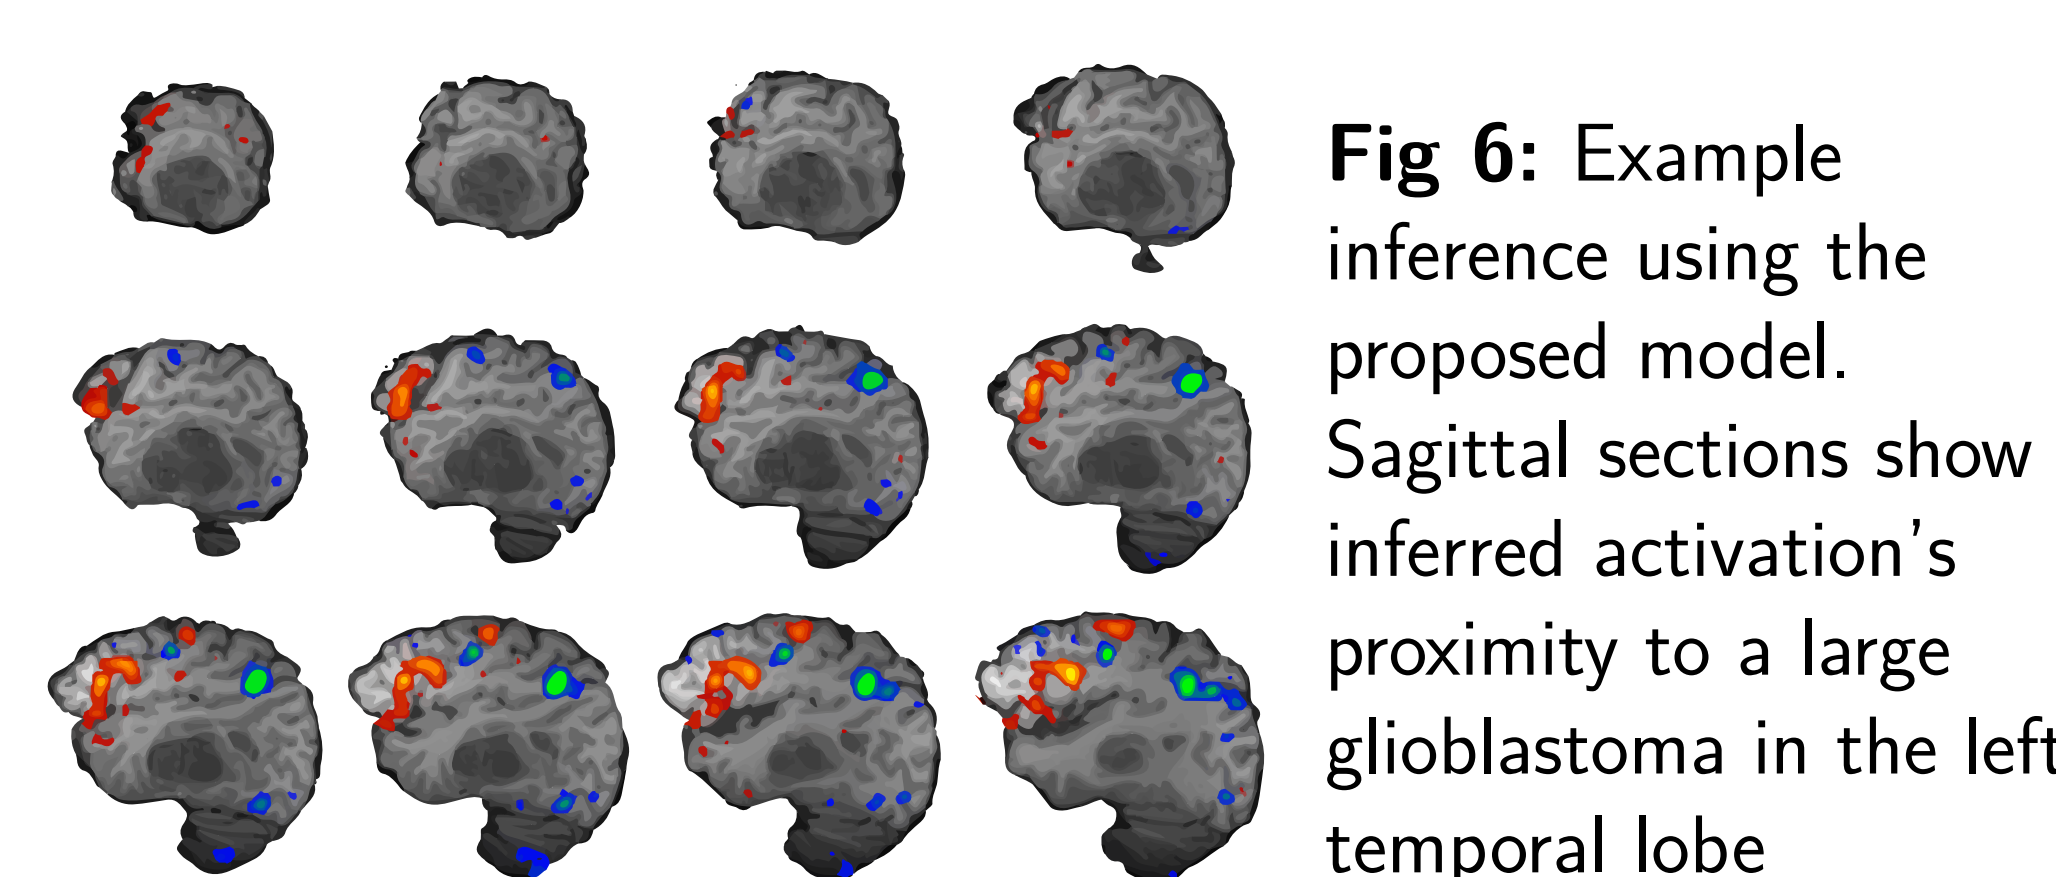 Fig 6: Example
inference using the
proposed model.
Sagittal sections show
inferred activation's
proximity to a large
glioblastoma in the left
temporal lobe